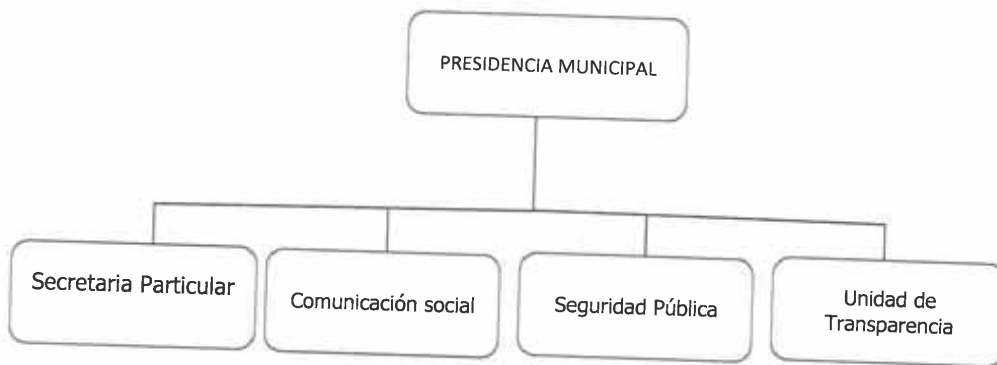 PRESIDENCIA MUNICIPAL
Secretaria Particular
Comunicación social
Seguridad Pública
Unidad de
Transparencia